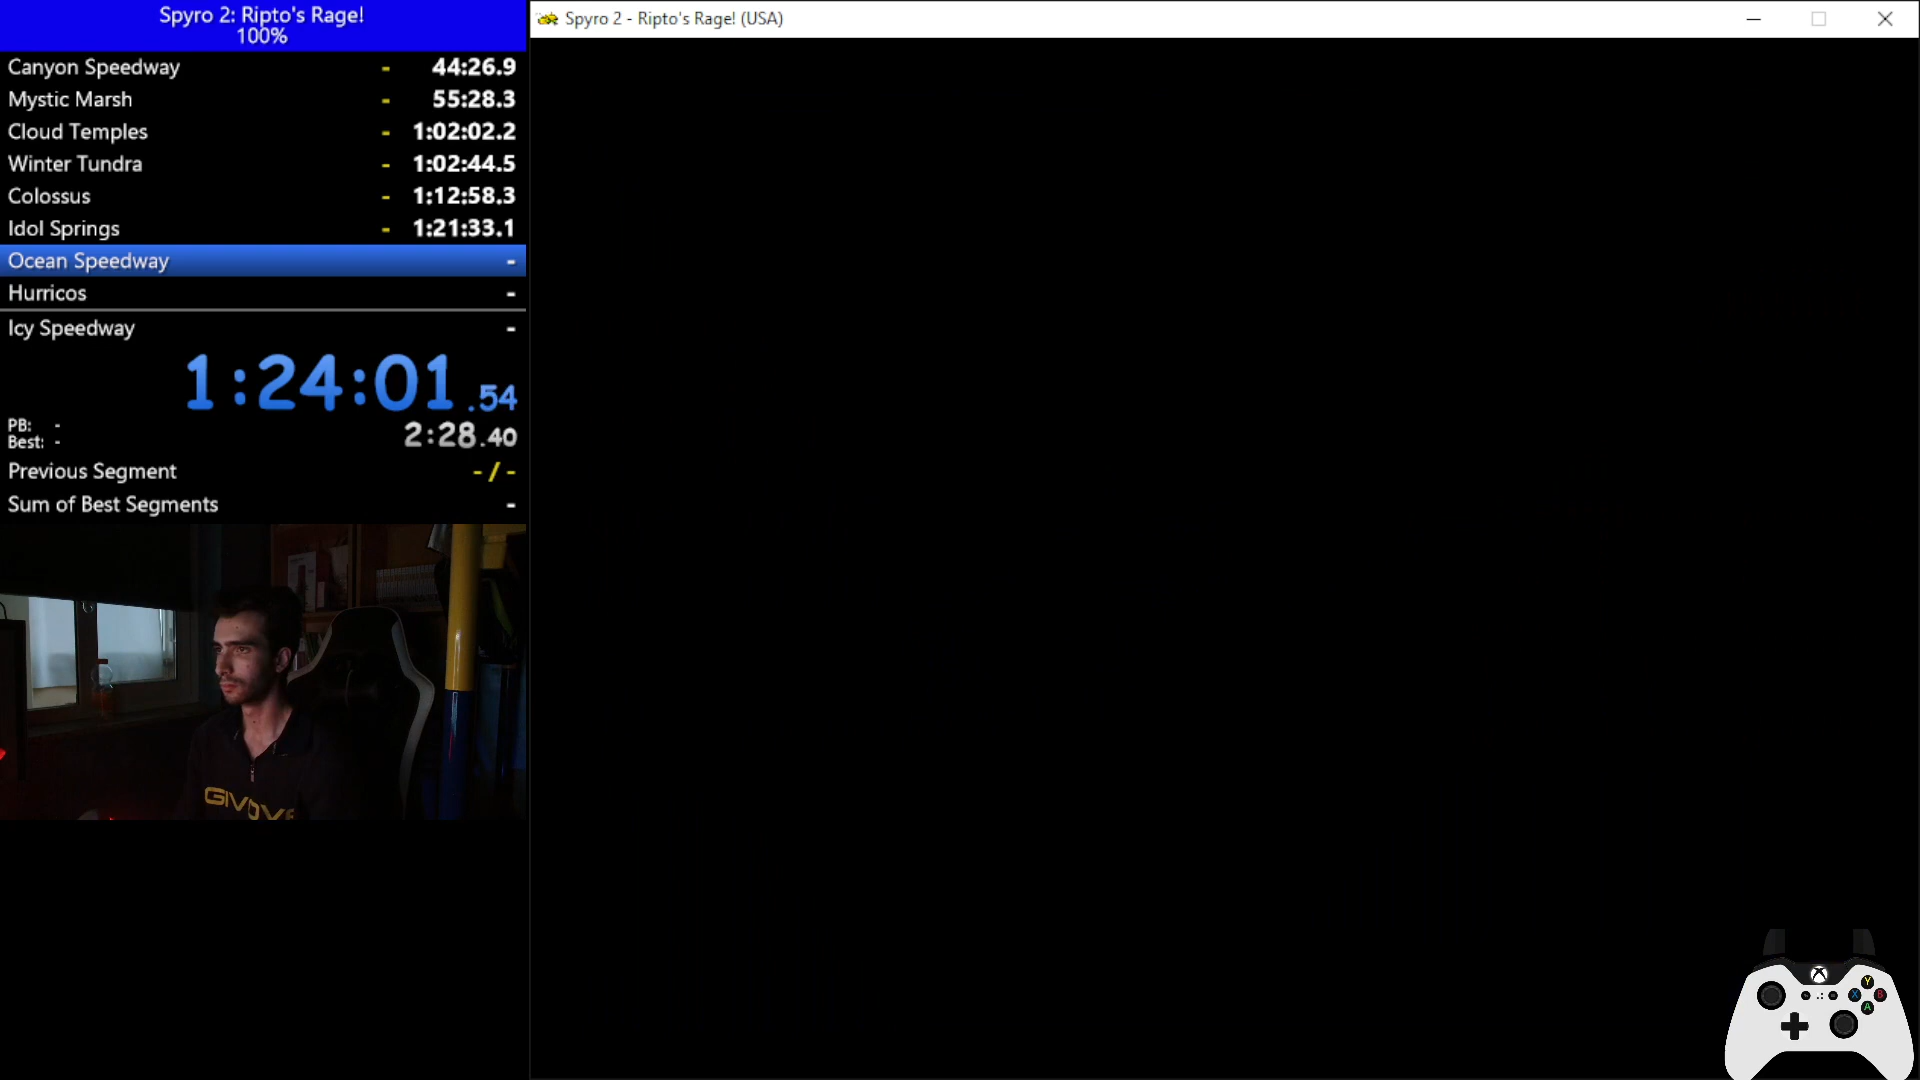 Spyro 2: Ripto's Rage!
100%
Spyro 2 - Ripto's Rage! (USA)
Canyon Speedway - 44:26.9
Mystic Marsh - 55:28.3
Cloud Temples - 1:02:02.2
Winter Tundra - 1:02:44.5
Colossus - 1:12:58.3
Idol Springs - 1:21:33.1
Ocean Speedway -
Hurricos -
Icy Speedway -
1:24:01.54
PB: -
Best: -
2:28.40
Previous Segment - / -
Sum of Best Segments -
GIVOVA
Y
X
B
A